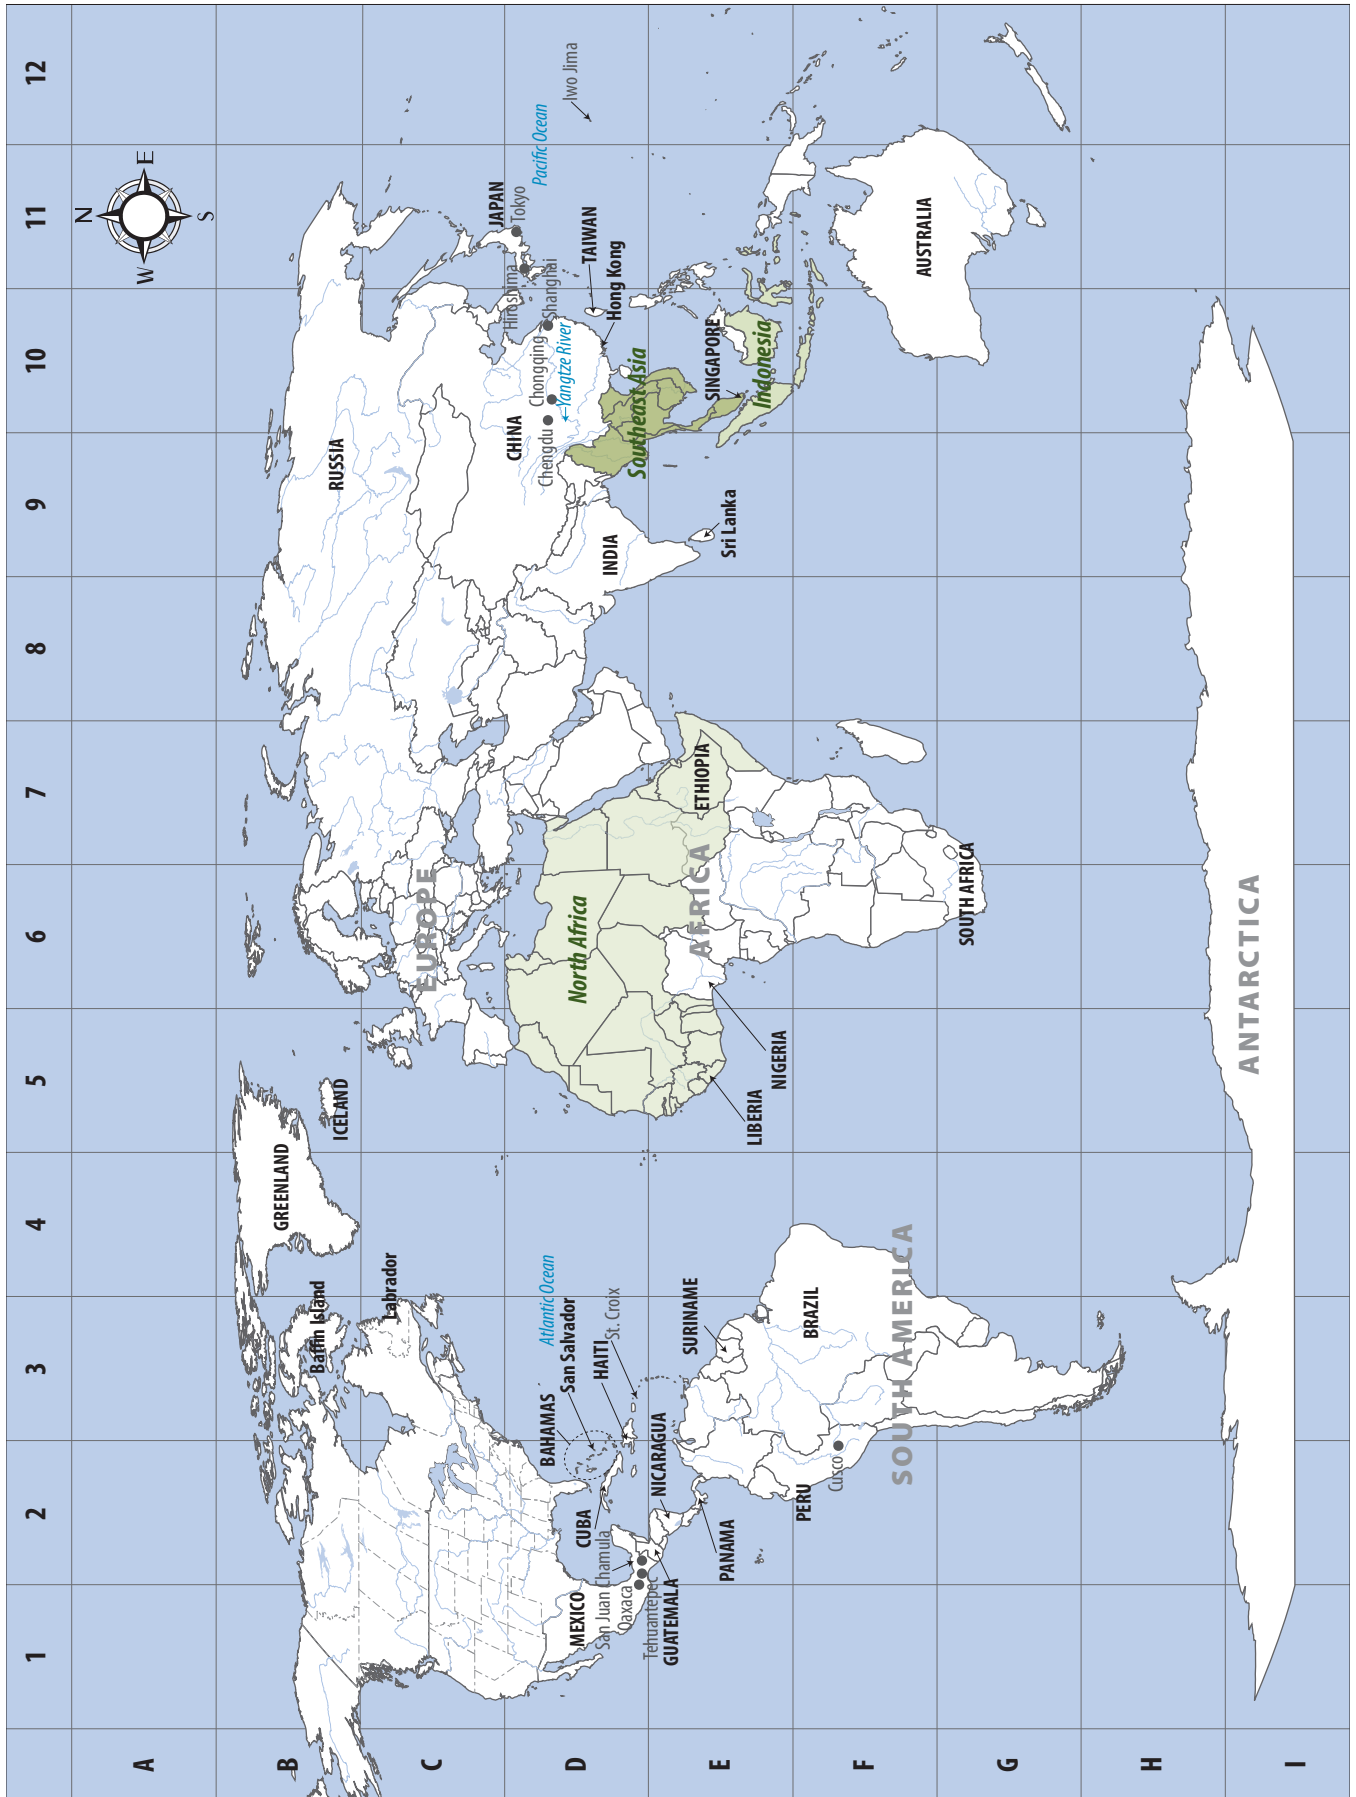 1
2
3
4
5
6
7
8
9
10
11
12
A
B
C
D
E
F
G
H
I
N
E
S
W
GREENLAND
ICELAND
Baffin Island
Labrador
RUSSIA
EUROPE
CHINA
Chengdu
Chongqing
Yangtze River
Shanghai
Hiroshima
JAPAN
Tokyo
Pacific Ocean
Iwo Jima
TAIWAN
Hong Kong
Southeast Asia
INDIA
Sri Lanka
SINGAPORE
Indonesia
AUSTRALIA
North Africa
AFRICA
ETHIOPIA
NIGERIA
LIBERIA
SOUTH AFRICA
Atlantic Ocean
BAHAMAS
San Salvador
HAITI
St. Croix
CUBA
MEXICO
San Juan Chamula
Oaxaca
Tehuantepec
GUATEMALA
NICARAGUA
PANAMA
SURINAME
BRAZIL
PERU
Cusco
SOUTH AMERICA
ANTARCTICA